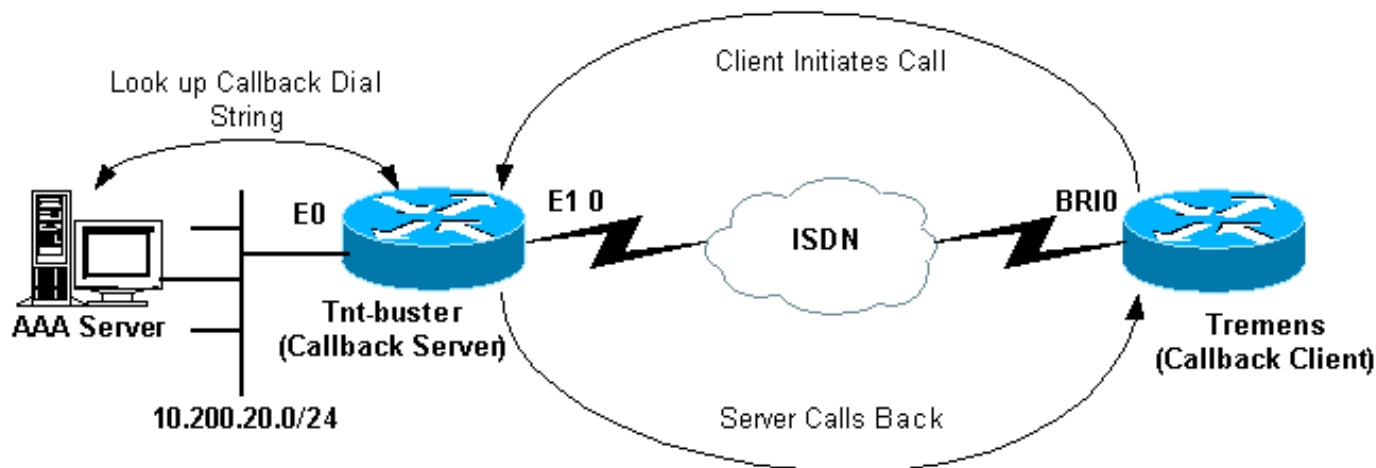 Client Initiates Call
Look up Callback Dial
String
E0
E1 0
BRI0
ISDN
AAA Server
Tnt-buster
(Callback Server)
Tremens
(Callback Client)
10.200.20.0/24
Server Calls Back